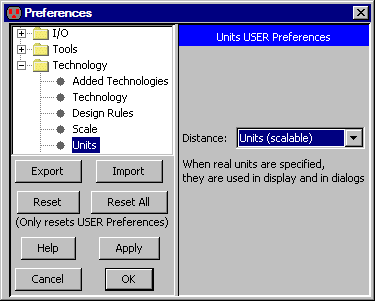 Preferences
I/O
Tools
Technology
Added Technologies
Technology
Design Rules
Scale
Units
Export
Import
Reset
Reset All
(Only resets USER Preferences)
Help
Apply
Cancel
OK
Units USER Preferences
Distance:
Units (scalable)
When real units are specified,
they are used in display and in dialogs